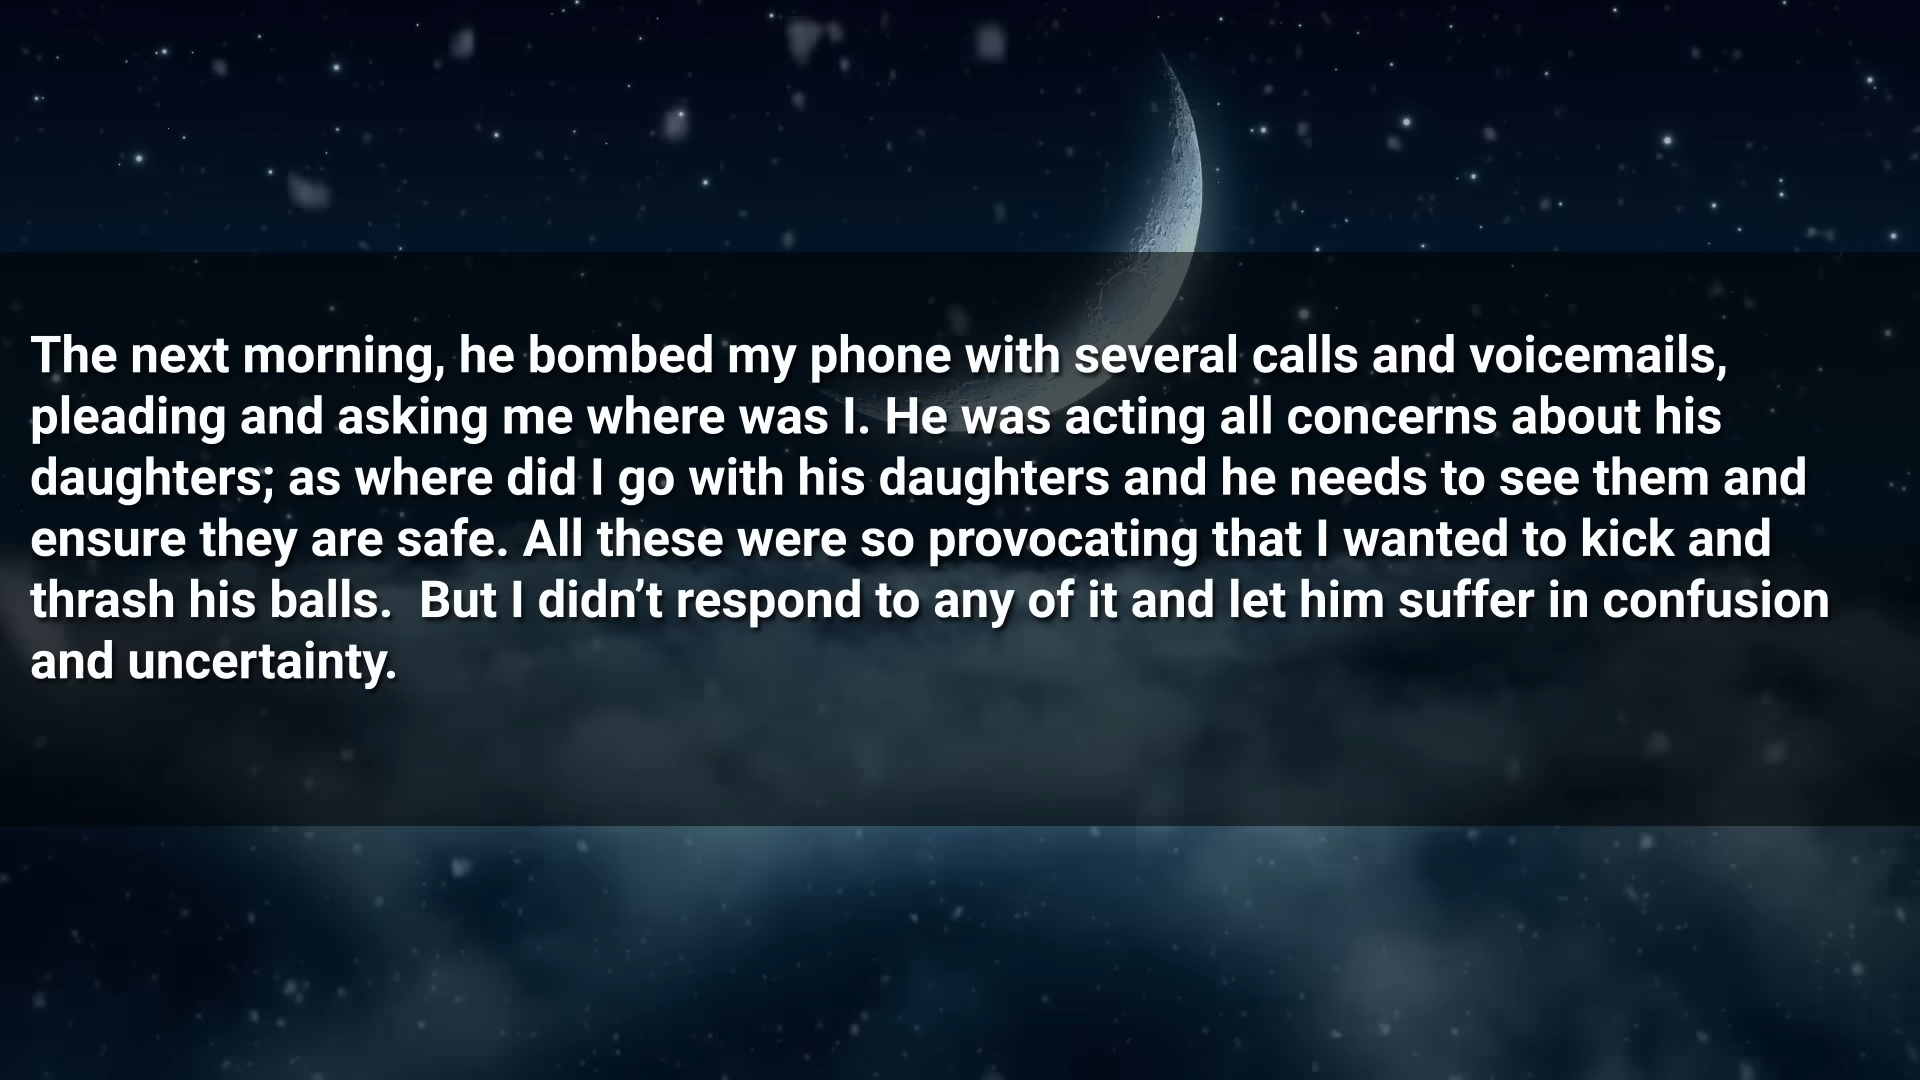 The next morning, he bombed my phone with several calls and voicemails,
pleading and asking me where was I. He was acting all concerns about his
daughters; as where did I go with his daughters and he needs to see them and
ensure they are safe. All these were so provocating that I wanted to kick and
thrash his balls.  But I didn’t respond to any of it and let him suffer in confusion
and uncertainty.